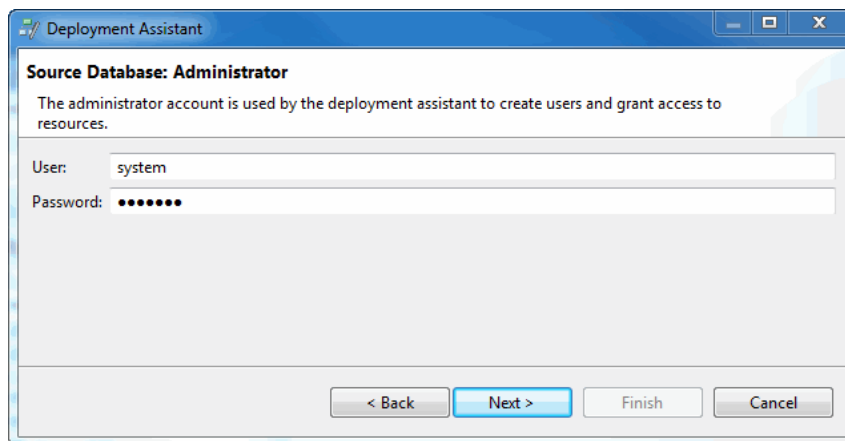 Deployment Assistant
Source Database: Administrator
The administrator account is used by the deployment assistant to create users and grant access to
resources.
User: system
Password: •••••••
< Back Next > Finish Cancel